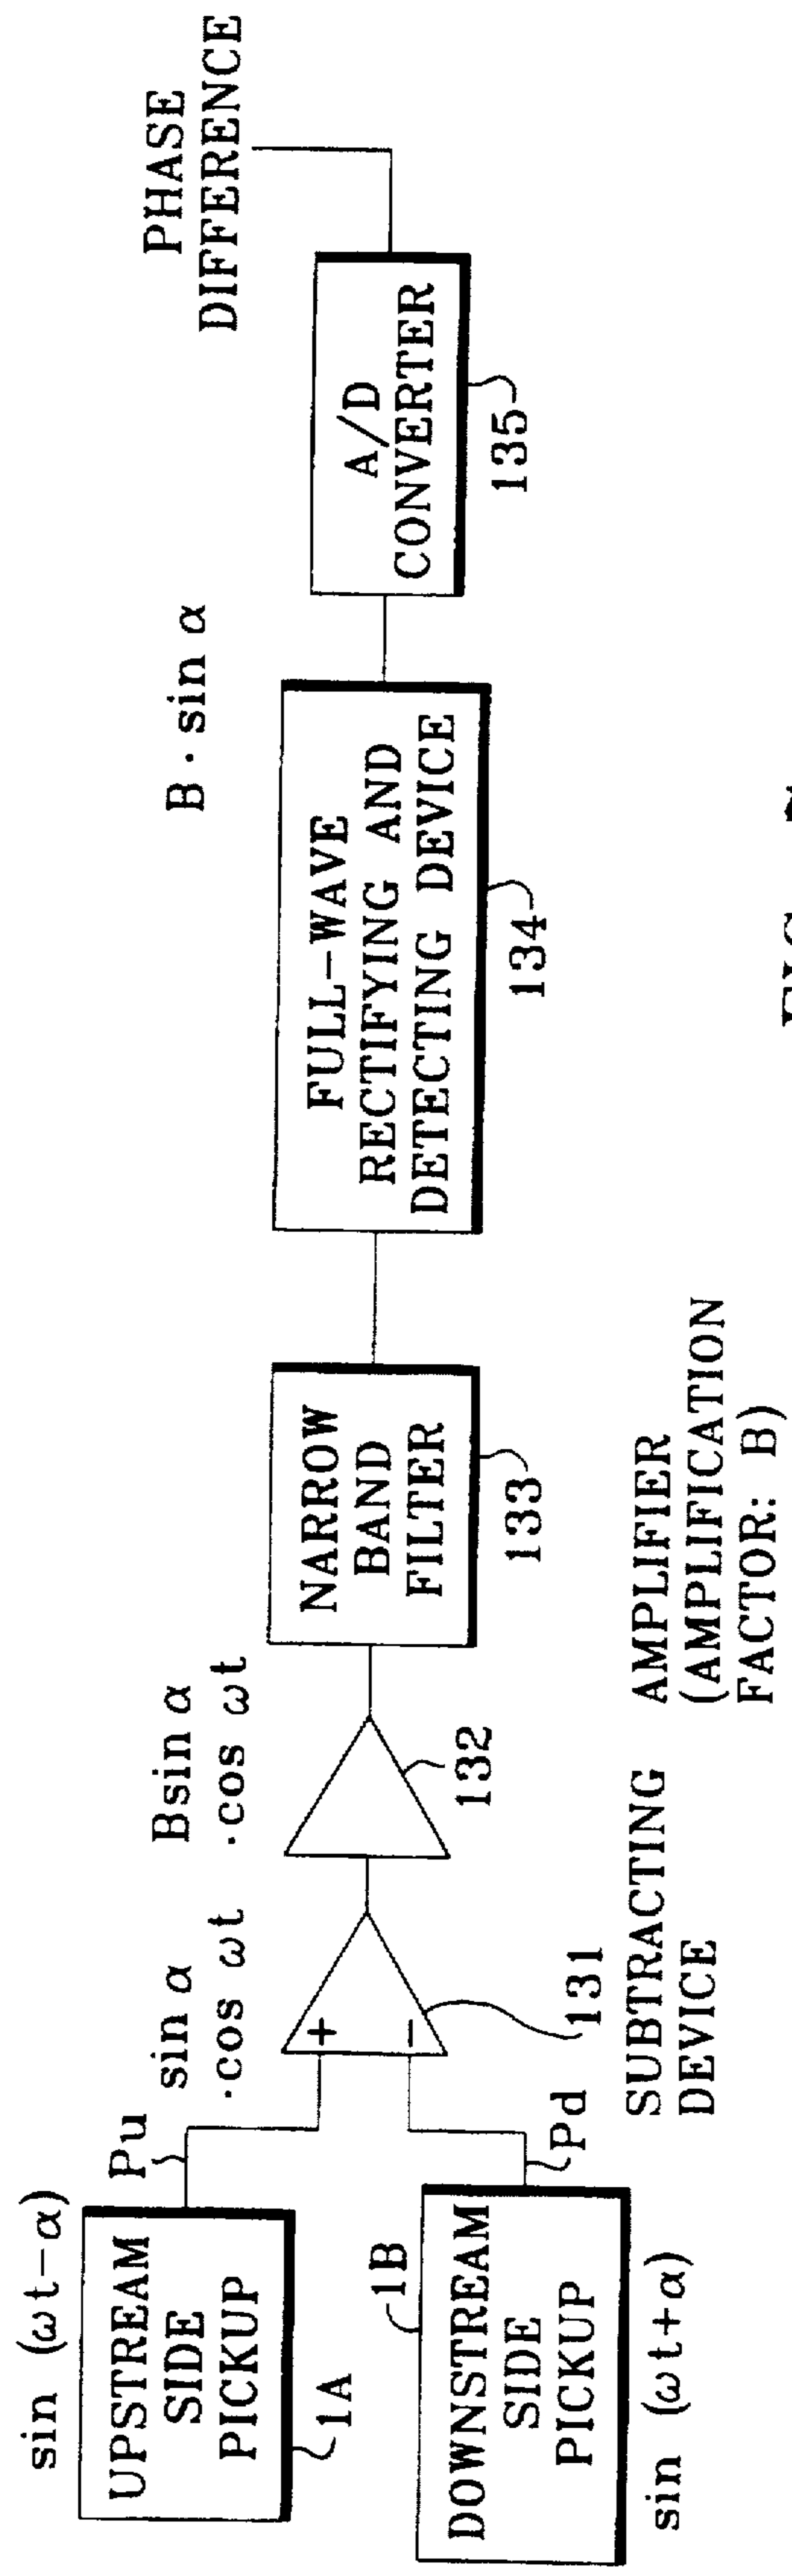 sin (ωt−α)
UPSTREAM
SIDE
PICKUP
1A
Pu
1B
DOWNSTREAM
SIDE
PICKUP
sin (ωt+α)
Pd
sin α
·cos ωt
+
−
131
SUBTRACTING
DEVICE
Bsin α
·cos ωt
132
AMPLIFIER
(AMPLIFICATION
FACTOR: B)
NARROW
BAND
FILTER
133
FULL-WAVE
RECTIFYING AND
DETECTING DEVICE
134
B · sin α
A/D
CONVERTER
135
PHASE
DIFFERENCE